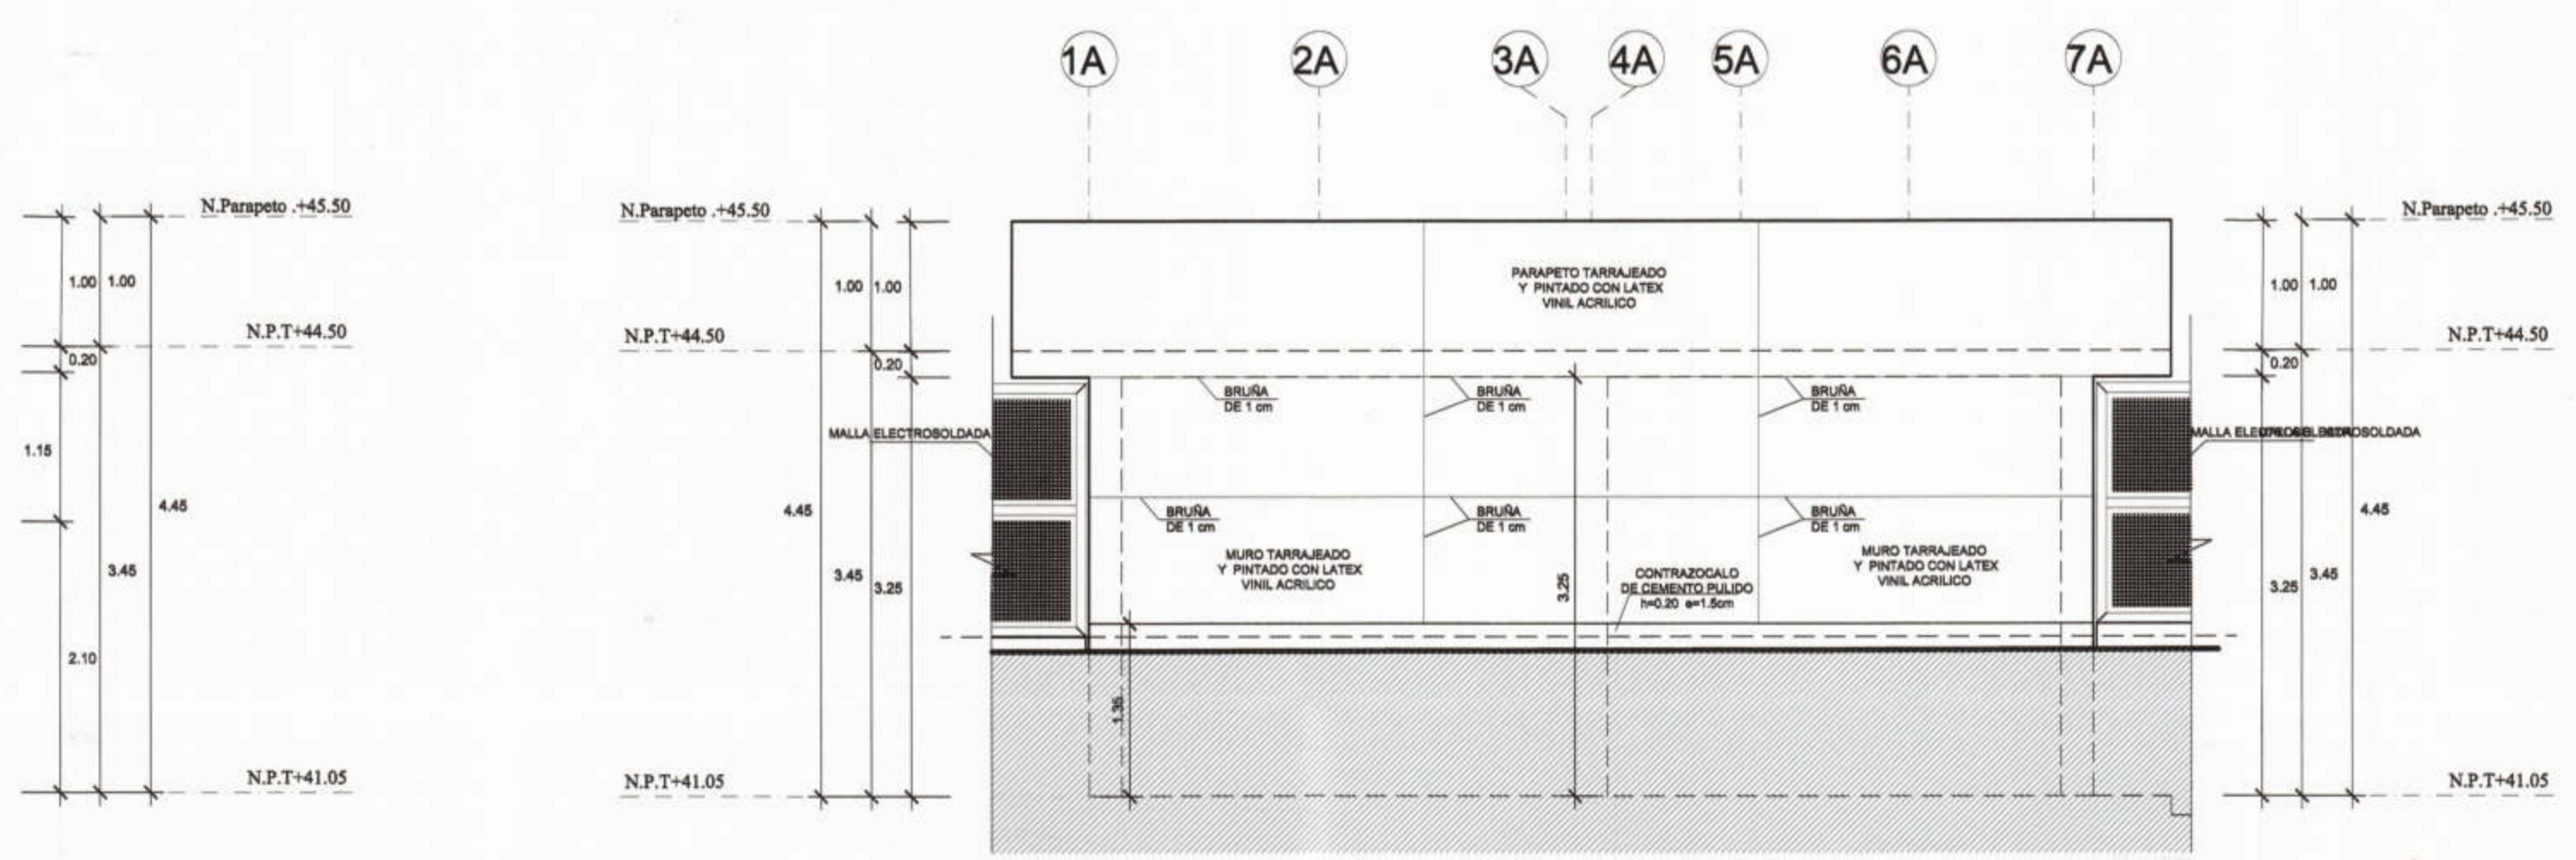 1A
2A
3A
4A
5A
6A
7A
N.Parapeto .+45.50
N.Parapeto .+45.50
N.Parapeto .+45.50
1.00
1.00
1.00
1.00
PARAPETO TARRAJEADO
Y PINTADO CON LATEX
VINIL ACRILICO
1.00
1.00
N.P.T+44.50
N.P.T+44.50
N.P.T+44.50
0.20
0.20
0.20
BRUÑA
DE 1 cm
BRUÑA
DE 1 cm
BRUÑA
DE 1 cm
MALLA ELECTROSOLDADA
MALLA ELECTROSOLDADA
1.15
4.45
4.45
4.45
BRUÑA
DE 1 cm
BRUÑA
DE 1 cm
BRUÑA
DE 1 cm
MURO TARRAJEADO
Y PINTADO CON LATEX
VINIL ACRILICO
MURO TARRAJEADO
Y PINTADO CON LATEX
VINIL ACRILICO
3.45
3.45
3.25
3.25
CONTRAZOCALO
DE CEMENTO PULIDO
h=0.20 e=1.5cm
3.25
3.45
2.10
1.35
N.P.T+41.05
N.P.T+41.05
N.P.T+41.05